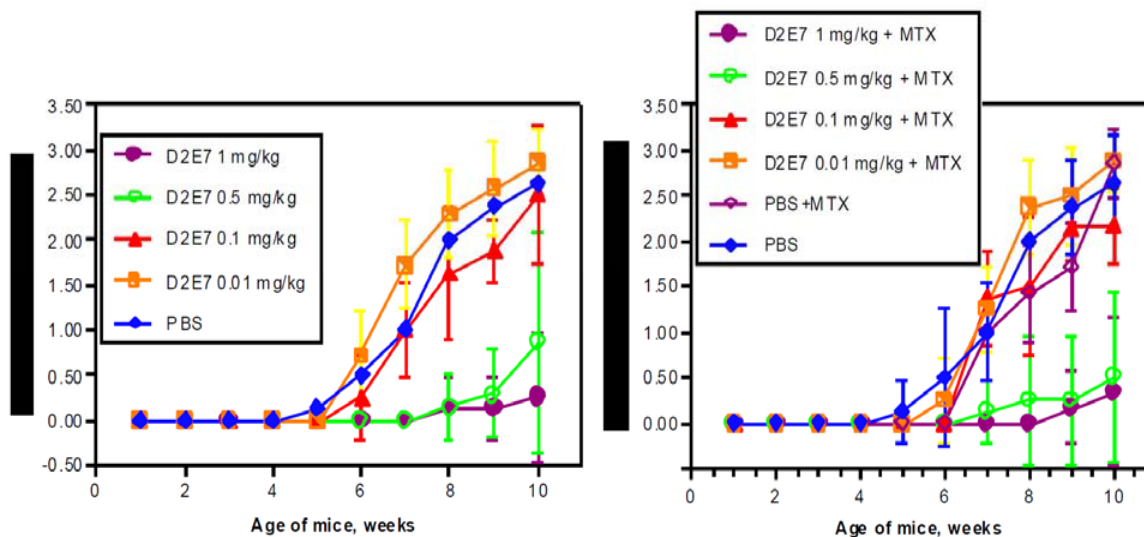 3.50
3.00
2.50
2.00
1.50
1.00
0.50
0.00
-0.50
0 2 4 6 8 10
Age of mice, weeks
D2E7 1 mg/kg
D2E7 0.5 mg/kg
D2E7 0.1 mg/kg
D2E7 0.01 mg/kg
PBS
3.50
3.00
2.50
2.00
1.50
1.00
0.50
0.00
0 2 4 6 8 10
Age of mice, weeks
D2E7 1 mg/kg + MTX
D2E7 0.5 mg/kg + MTX
D2E7 0.1 mg/kg + MTX
D2E7 0.01 mg/kg + MTX
PBS +MTX
PBS